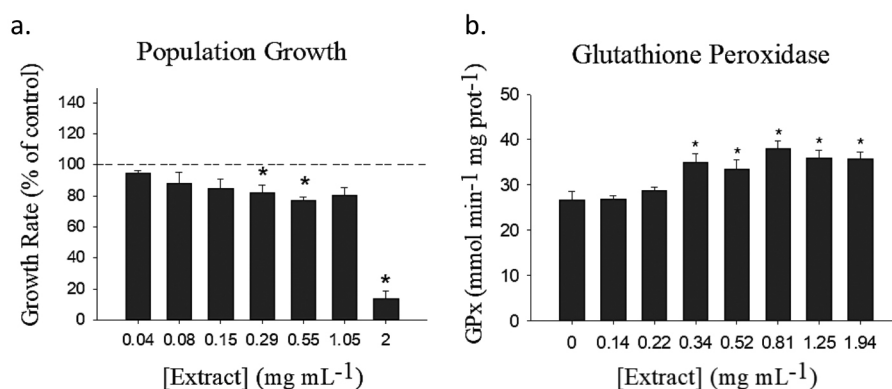 a.
Population Growth
Growth Rate (% of control)
140
120
100
80
60
40
20
0
* * *
0.04 0.08 0.15 0.29 0.55 1.05 2
[Extract] (mg mL-1)
b.
Glutathione Peroxidase
GPx (mmol min-1 mg prot-1)
50
40
30
20
10
0
* * * * *
0 0.14 0.22 0.34 0.52 0.81 1.25 1.94
[Extract] (mg mL-1)